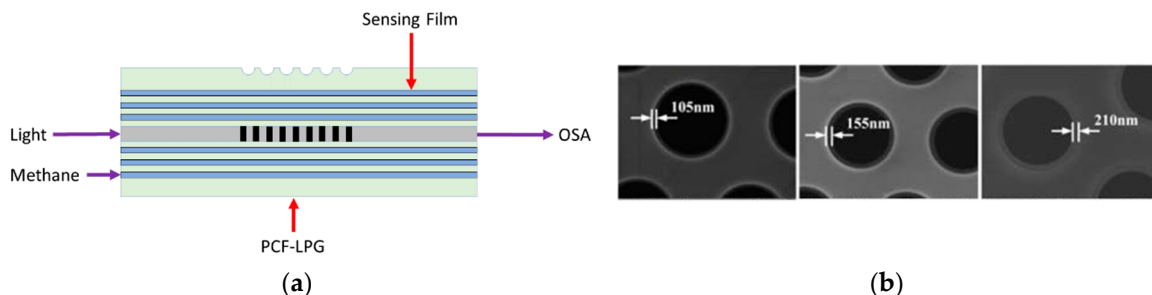 Sensing Film
Light
OSA
Methane
PCF-LPG
(a)
105nm
155nm
210nm
(b)